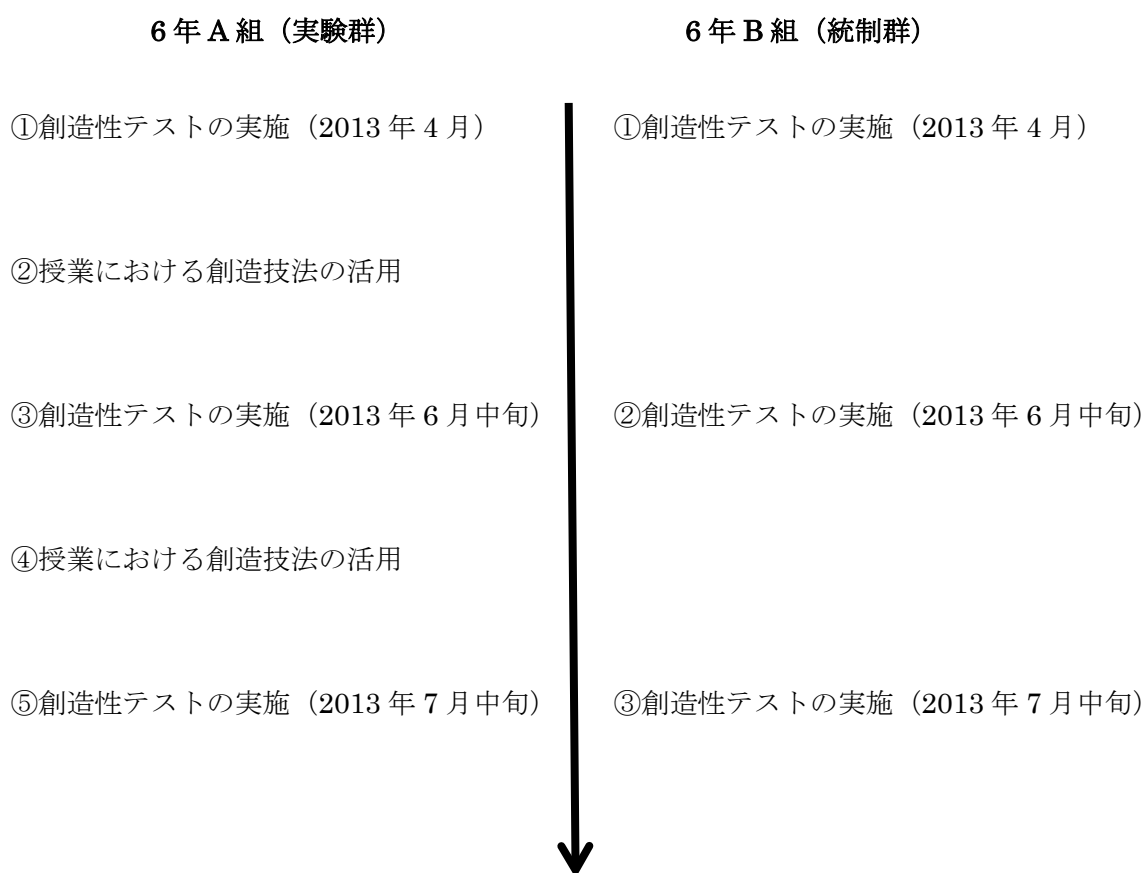 6年A組（実験群）
6年B組（統制群）
①創造性テストの実施（2013年4月）
①創造性テストの実施（2013年4月）
②授業における創造技法の活用
③創造性テストの実施（2013年6月中旬）
②創造性テストの実施（2013年6月中旬）
④授業における創造技法の活用
⑤創造性テストの実施（2013年7月中旬）
③創造性テストの実施（2013年7月中旬）